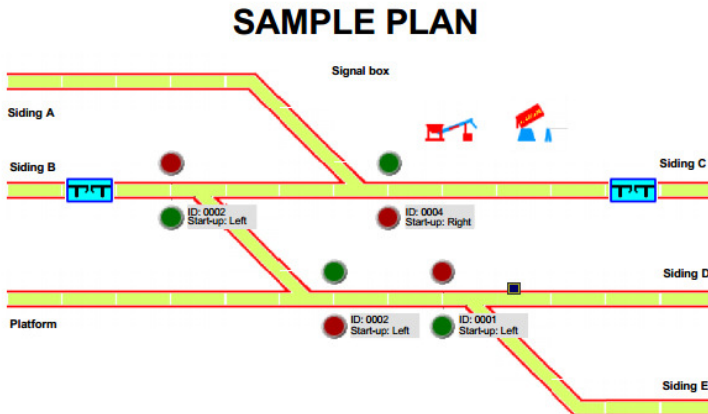 SAMPLE PLAN
Signal box
Siding A
Siding B
Siding C
ID: 0002
Start-up: Left
ID: 0004
Start-up: Right
Siding D
Platform
ID: 0002
Start-up: Left
ID: 0001
Start-up: Left
Siding E